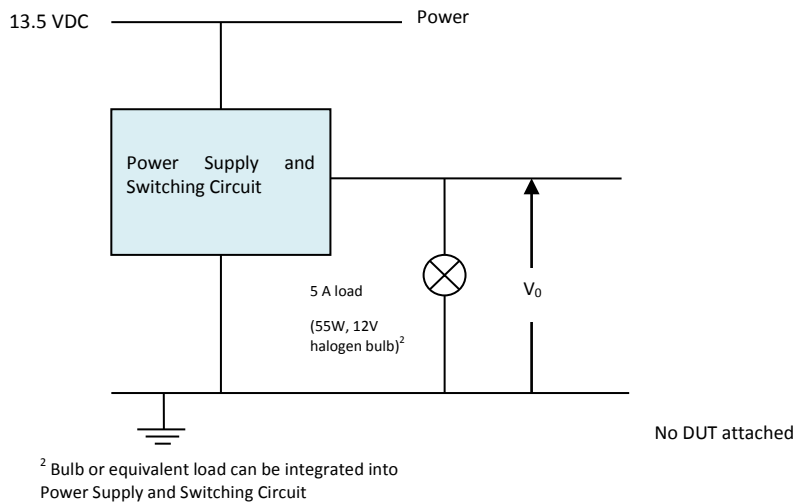 13.5 VDC
Power
Power Supply and
Switching Circuit
5 A load
(55W, 12V
halogen bulb)²
V₀
No DUT attached
² Bulb or equivalent load can be integrated into
Power Supply and Switching Circuit